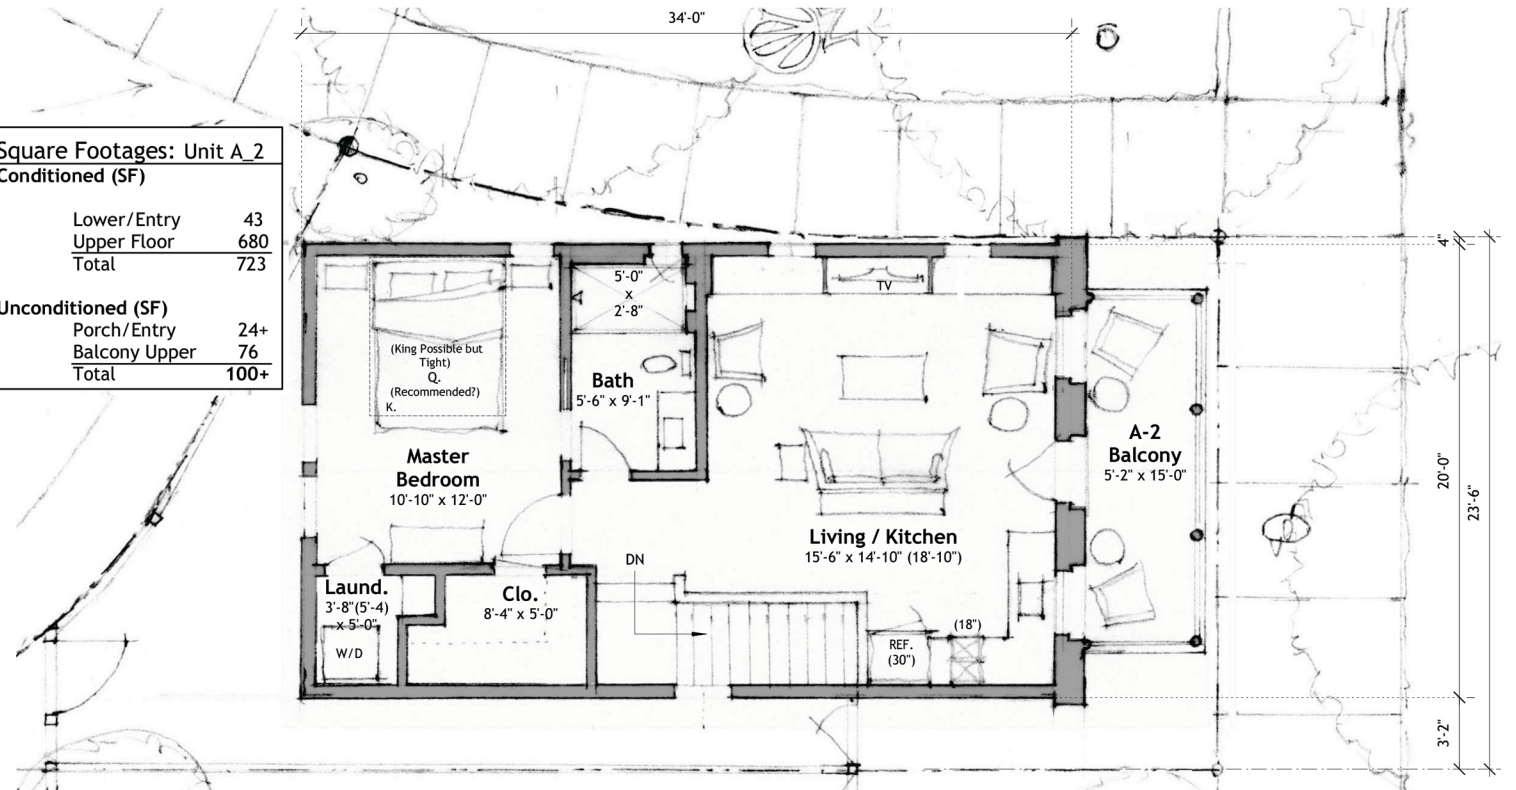 34'-0"
Square Footages: Unit A_2
Conditioned (SF)
Lower/Entry 43
Upper Floor 680
Total 723
Unconditioned (SF)
Porch/Entry 24+
Balcony Upper 76
Total 100+
5'-0"
x
2'-8"
TV
(King Possible but
Tight)
Q.
(Recommended?)
K.
Bath
5'-6" x 9'-1"
Master
Bedroom
10'-10" x 12'-0"
A-2
Balcony
5'-2" x 15'-0"
Living / Kitchen
15'-6" x 14'-10" (18'-10")
DN
Laund.
3'-8"(5'-4)
x 5'-0"
W/D
Clo.
8'-4" x 5'-0"
REF.
(30")
(18")
4"
20'-0"
23'-6"
3'-2"